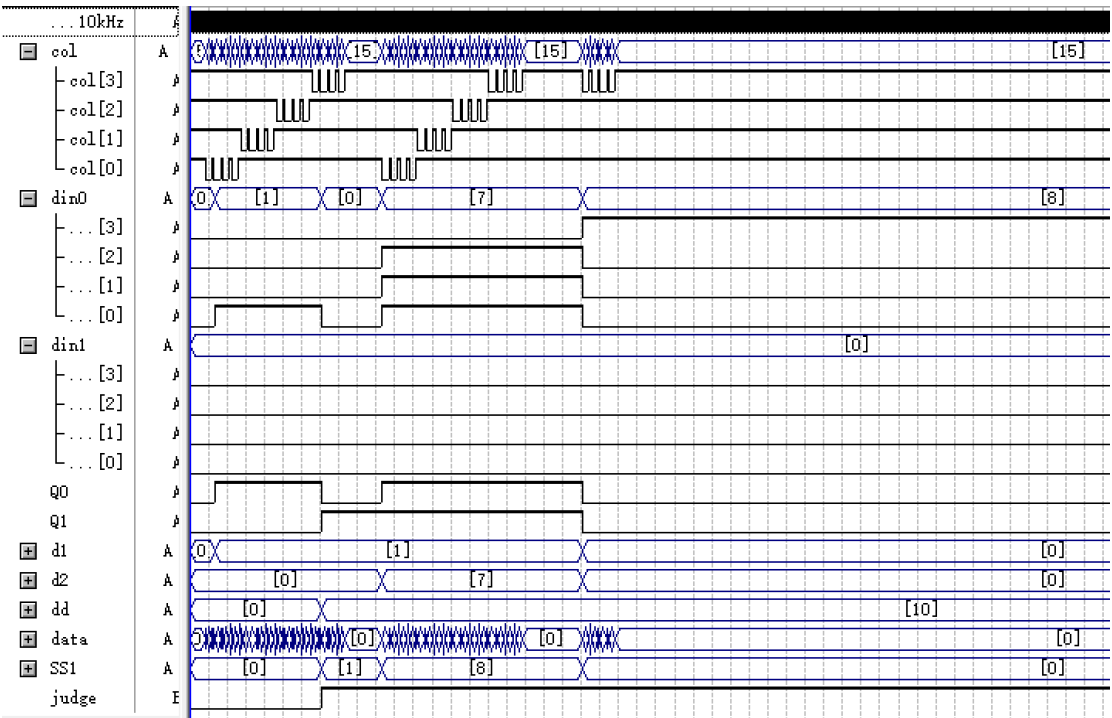 ...10kHz
col A [15] [15] [15]
col[3]
col[2]
col[1]
col[0]
din0 A [1] [0] [7] [8]
...[3]
...[2]
...[1]
...[0]
din1 A [0]
...[3]
...[2]
...[1]
...[0]
Q0
Q1
d1 A [1] [0]
d2 A [0] [7] [0]
dd A [0] [10]
data A [0] [0] [0]
SS1 A [0] [1] [8] [0]
judge